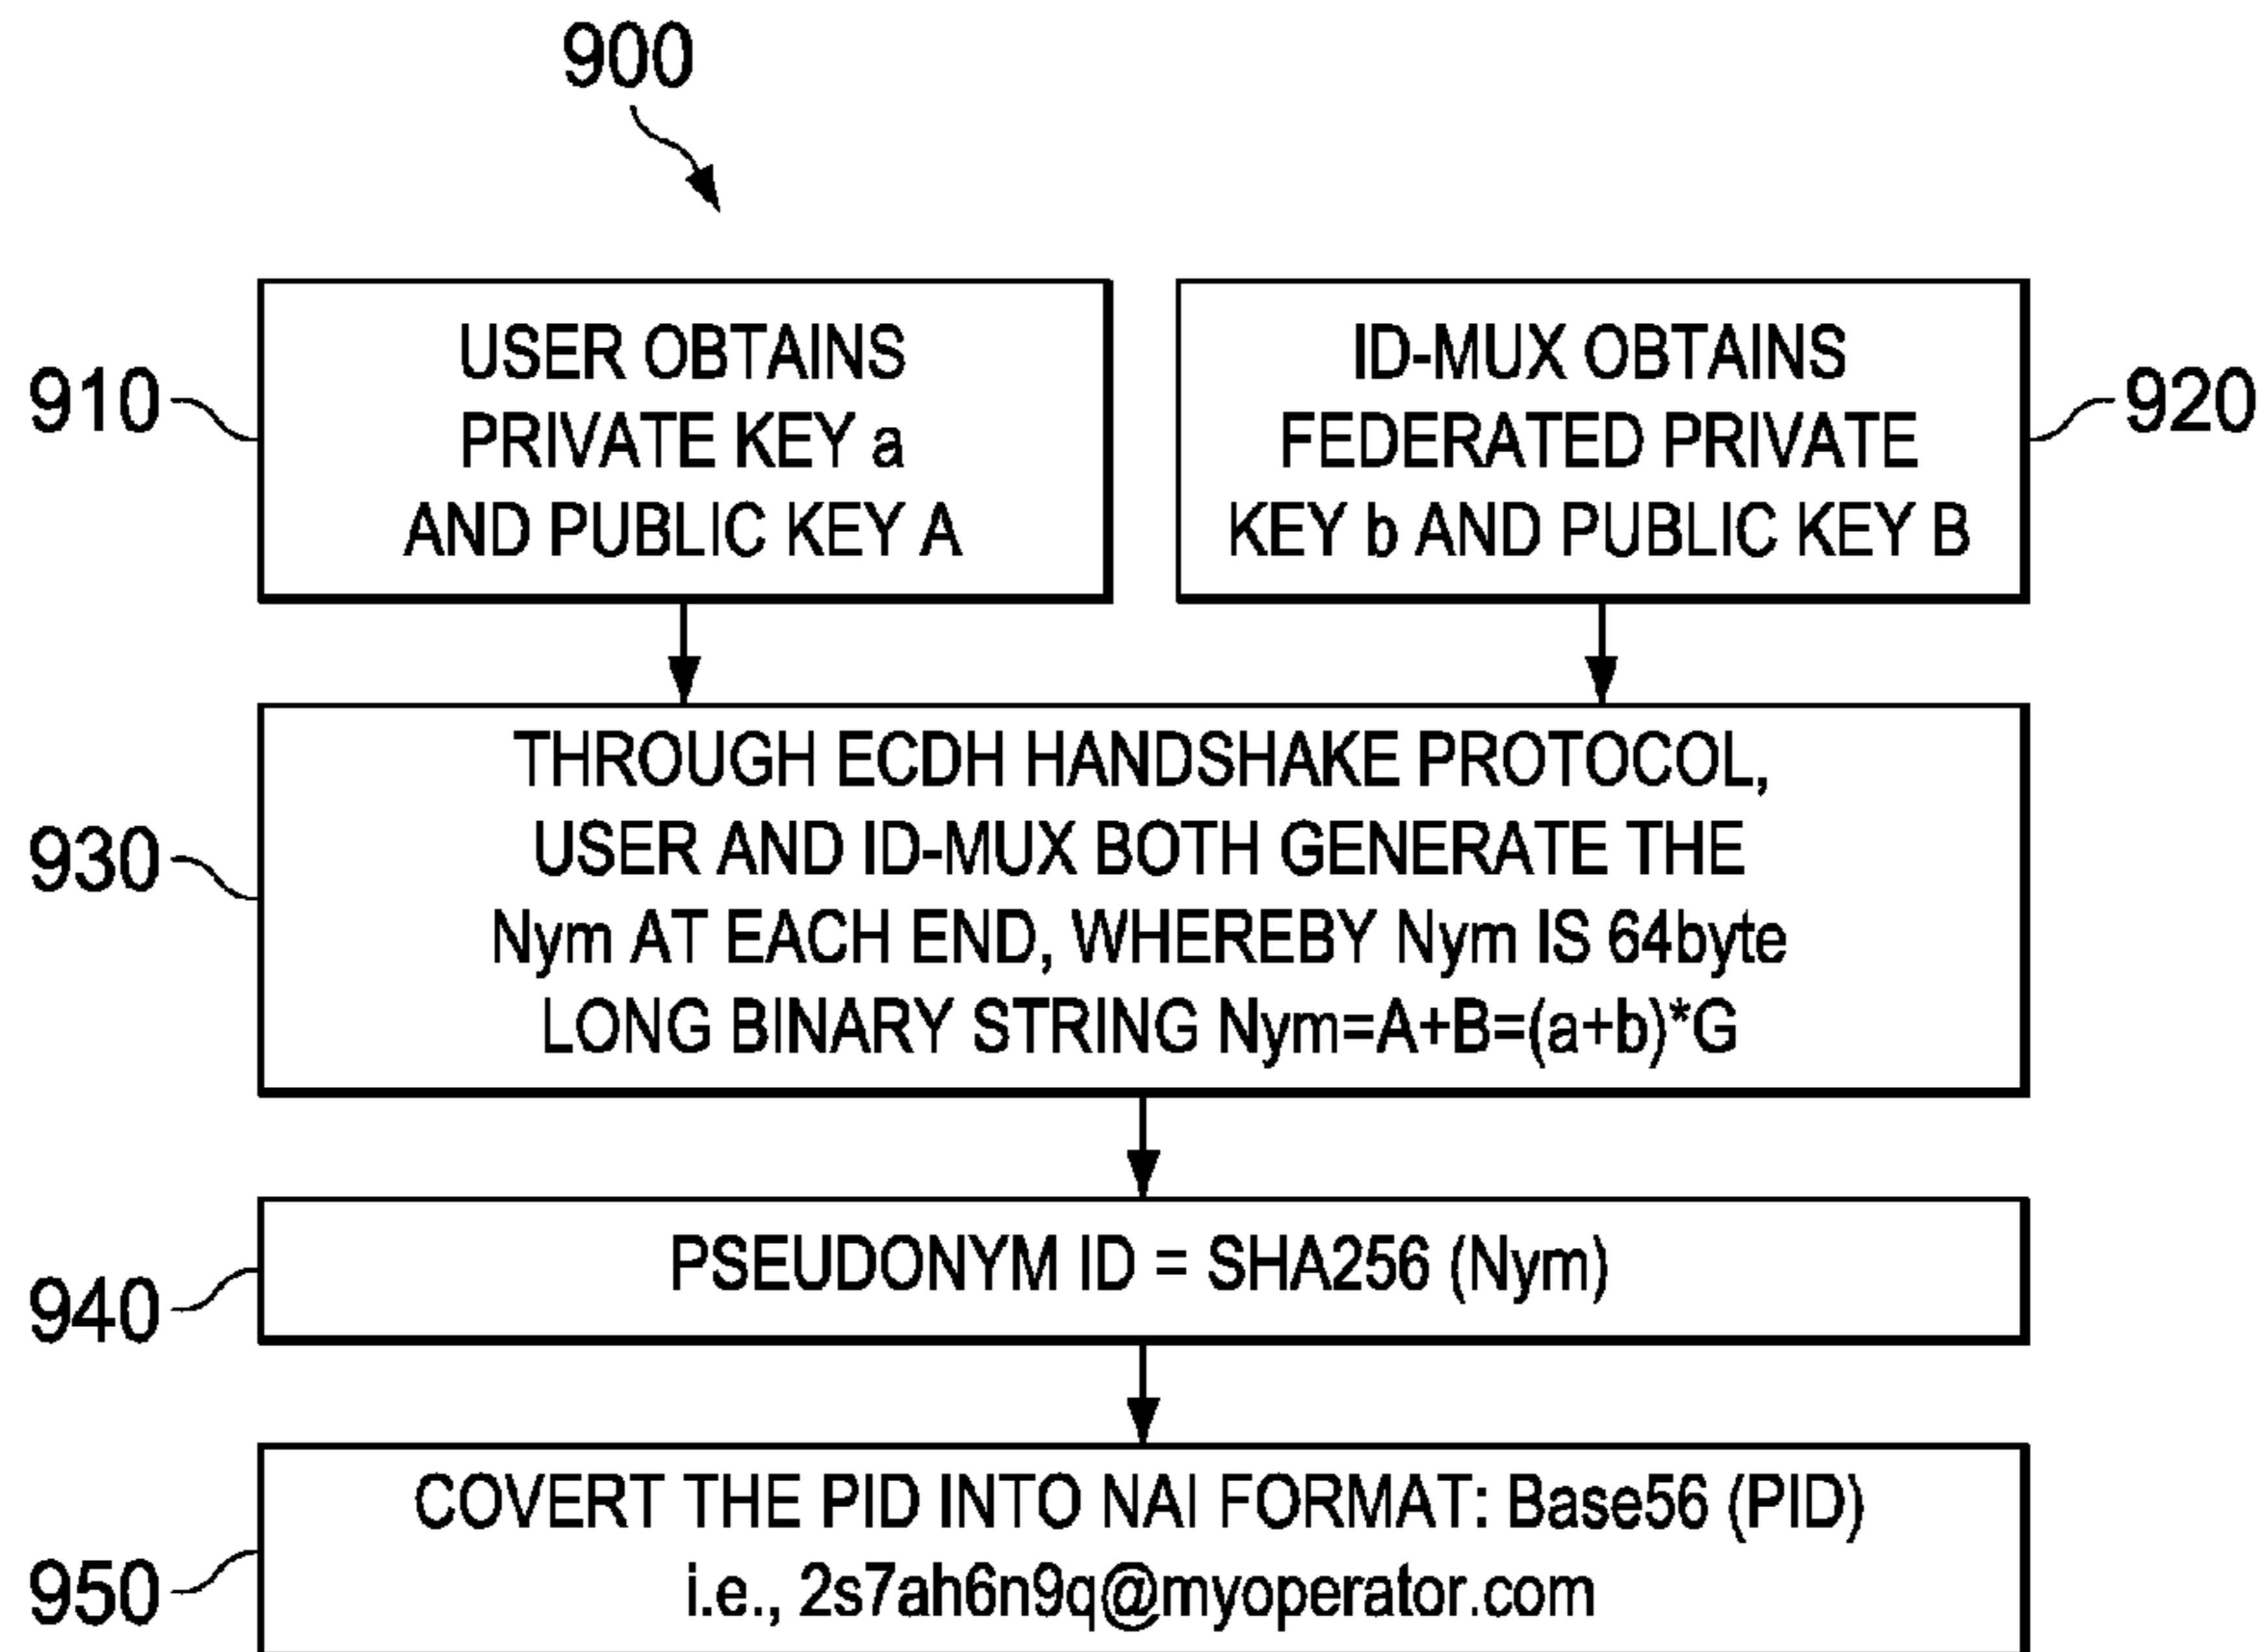 900
910
USER OBTAINS
PRIVATE KEY a
AND PUBLIC KEY A
ID-MUX OBTAINS
FEDERATED PRIVATE
KEY b AND PUBLIC KEY B
920
930
THROUGH ECDH HANDSHAKE PROTOCOL,
USER AND ID-MUX BOTH GENERATE THE
Nym AT EACH END, WHEREBY Nym IS 64byte
LONG BINARY STRING Nym=A+B=(a+b)*G
940
PSEUDONYM ID = SHA256 (Nym)
950
COVERT THE PID INTO NAI FORMAT: Base56 (PID)
i.e., 2s7ah6n9q@myoperator.com